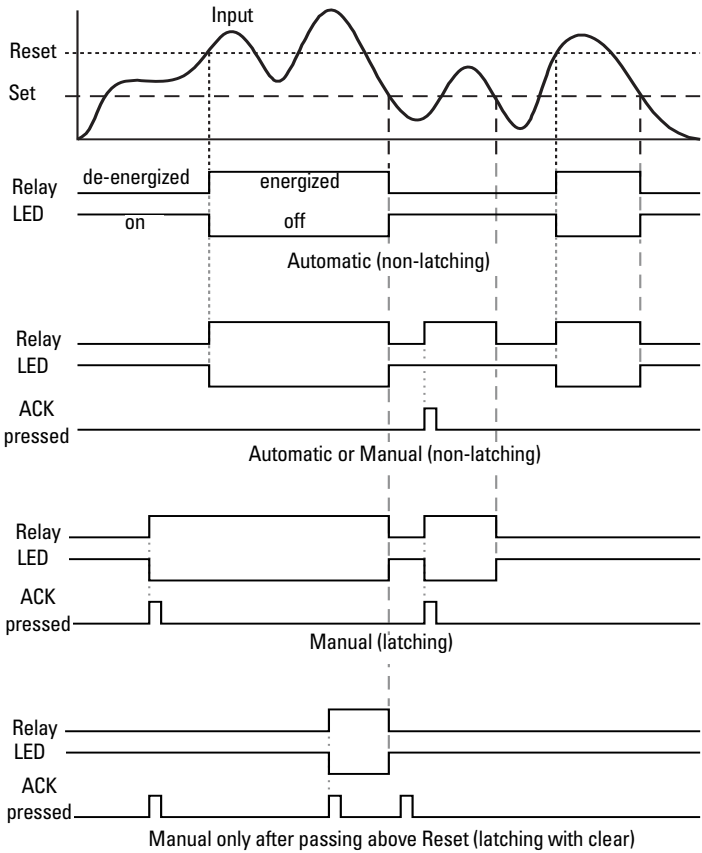 Input
Reset
Set
de-energized energized
Relay
LED
on off
Automatic (non-latching)
Relay
LED
ACK
pressed
Automatic or Manual (non-latching)
Relay
LED
ACK
pressed
Manual (latching)
Relay
LED
ACK
pressed
Manual only after passing above Reset (latching with clear)